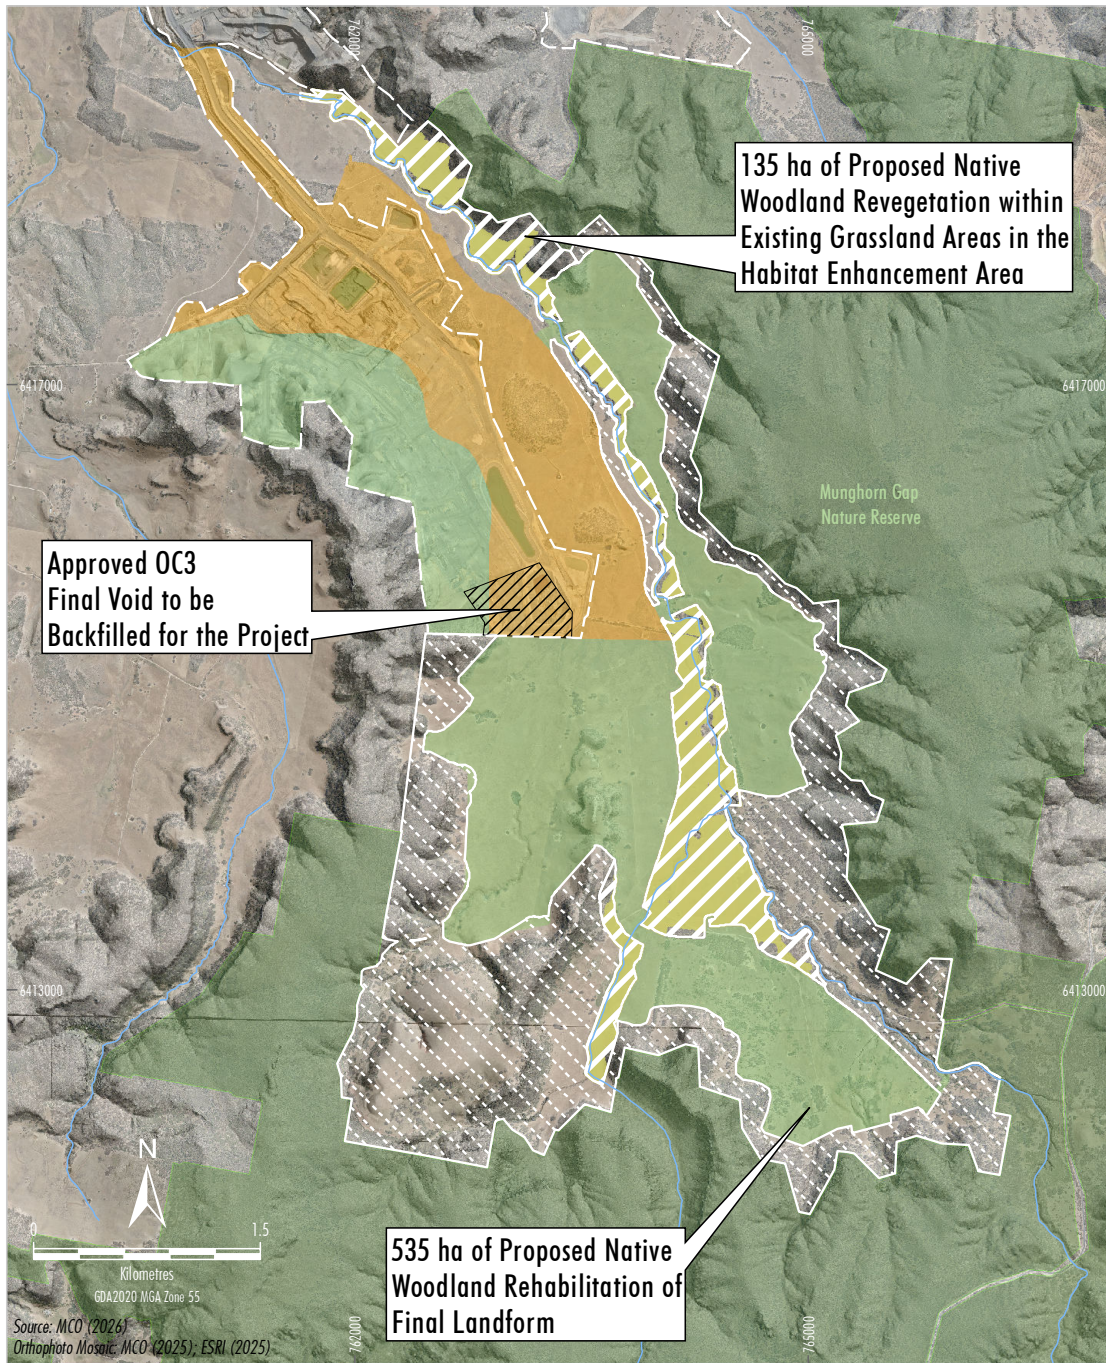 762000
765000
135 ha of Proposed Native
Woodland Revegetation within
Existing Grassland Areas in the
Habitat Enhancement Area
6417000
6417000
Munghorn Gap
Nature Reserve
Approved OC3
Final Void to be
Backfilled for the Project
6413000
6413000
N
0
1.5
Kilometres
GDA2020 MGA Zone 55
535 ha of Proposed Native
Woodland Rehabilitation of
Final Landform
Source: MCO (2026)
Orthophoto Mosaic: MCO (2025); ESRI (2025)
762000
765000